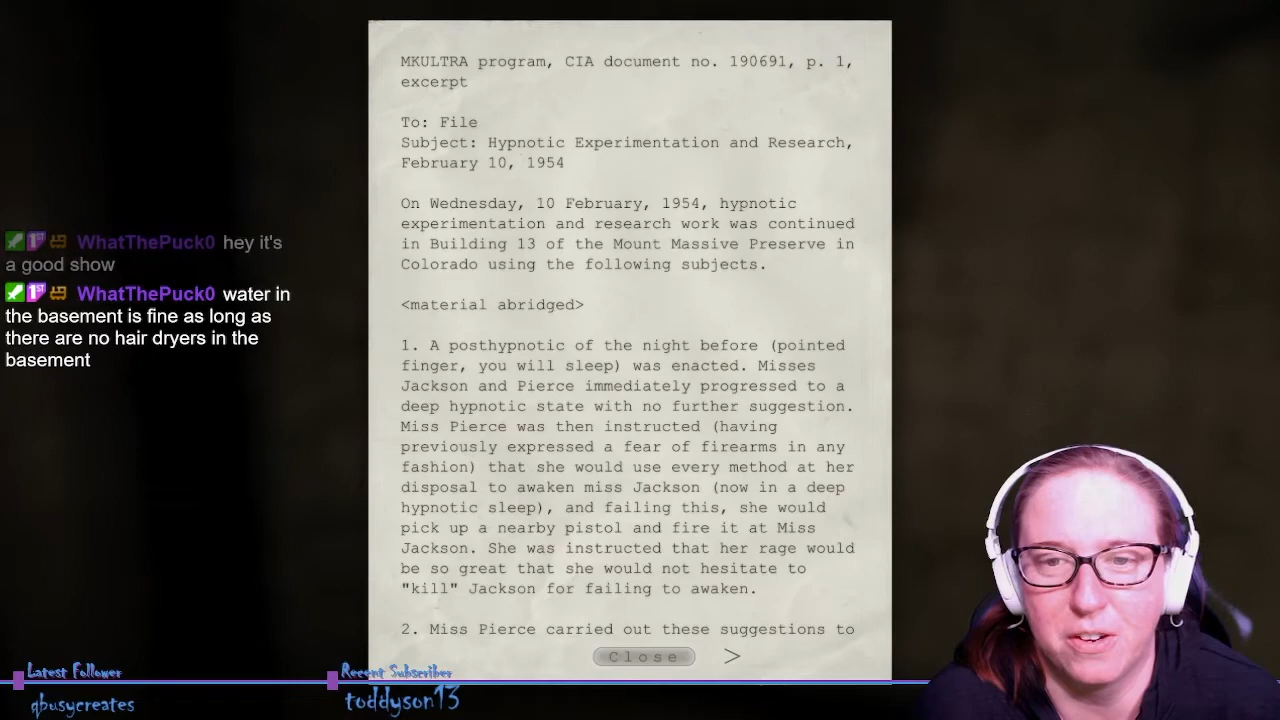 MKULTRA program, CIA document no. 190691, p. 1,
excerpt
To: File
Subject: Hypnotic Experimentation and Research,
February 10, 1954
On Wednesday, 10 February, 1954, hypnotic
experimentation and research work was continued
in Building 13 of the Mount Massive Preserve in
Colorado using the following subjects.
<material abridged>
1. A posthypnotic of the night before (pointed
finger, you will sleep) was enacted. Misses
Jackson and Pierce immediately progressed to a
deep hypnotic state with no further suggestion.
Miss Pierce was then instructed (having
previously expressed a fear of firearms in any
fashion) that she would use every method at her
disposal to awaken miss Jackson (now in a deep
hypnotic sleep), and failing this, she would
pick up a nearby pistol and fire it at Miss
Jackson. She was instructed that her rage would
be so great that she would not hesitate to
"kill" Jackson for failing to awaken.
2. Miss Pierce carried out these suggestions to
Close >
WhatThePuck0 hey it's
a good show
WhatThePuck0 water in
the basement is fine as long as
there are no hair dryers in the
basement
Latest Follower
qbusycreates
Recent Subscriber
toddyson13